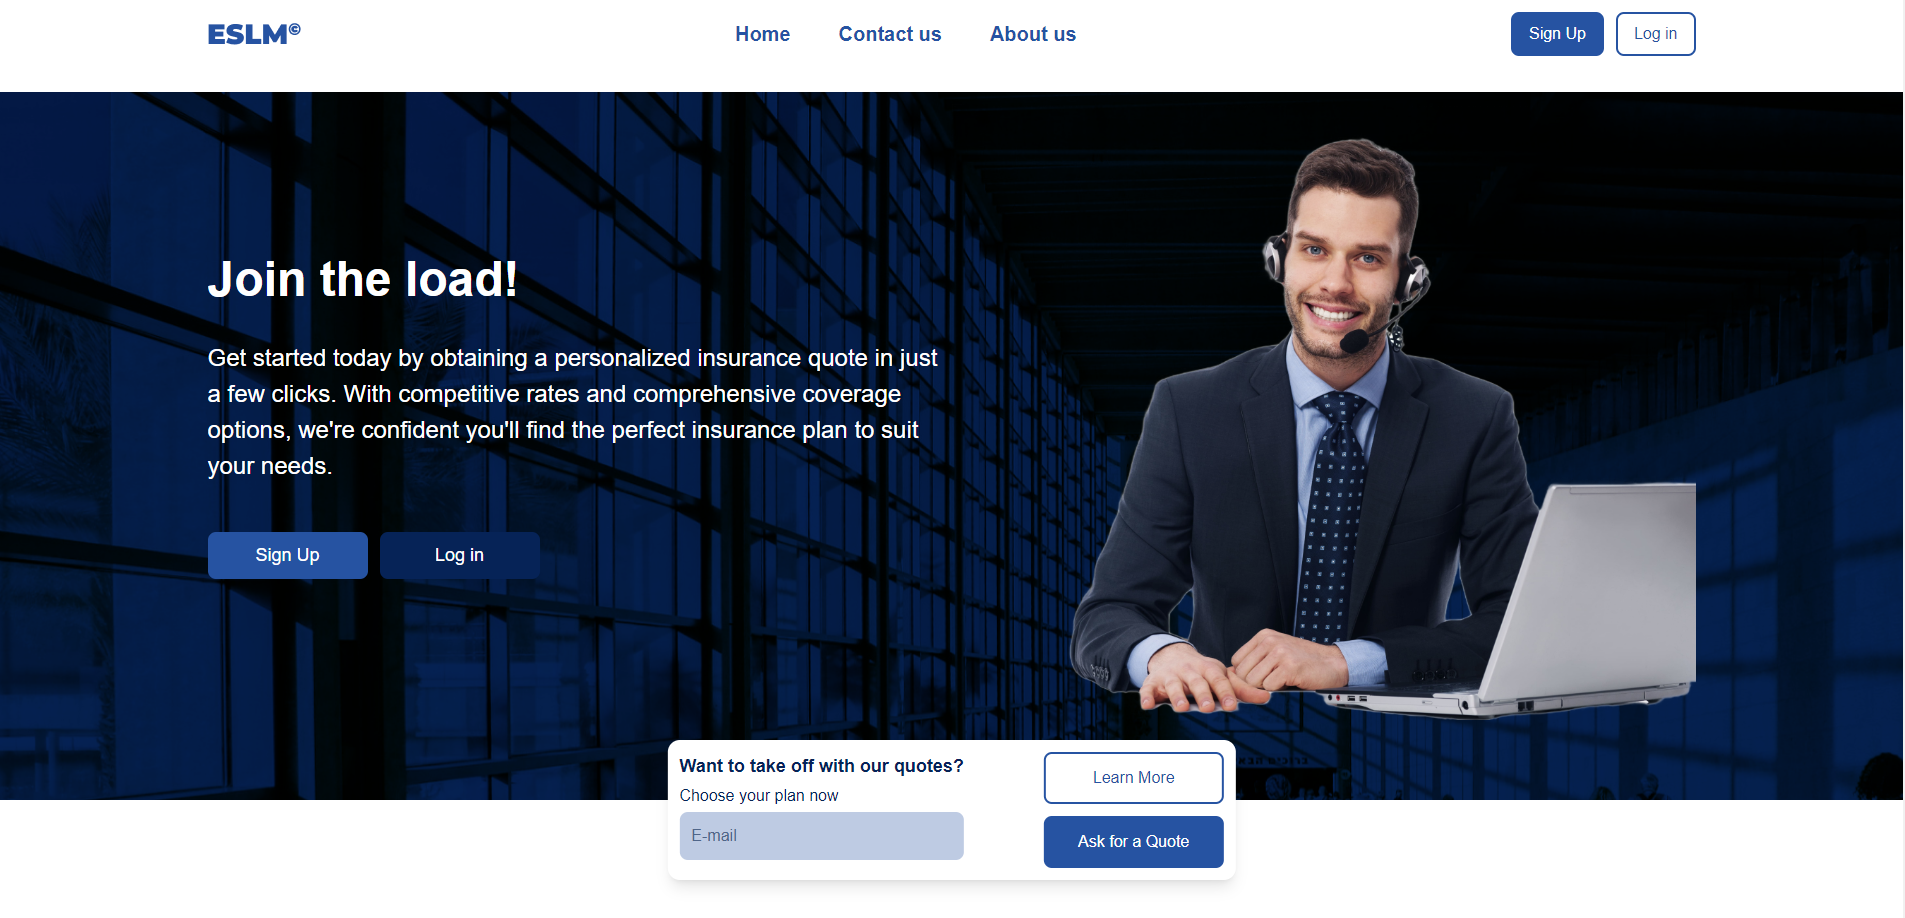 ESLM©
Home
Contact us
About us
Sign Up
Log in
Join the load!
Get started today by obtaining a personalized insurance quote in just
a few clicks. With competitive rates and comprehensive coverage
options, we're confident you'll find the perfect insurance plan to suit
your needs.
Sign Up
Log in
Want to take off with our quotes?
Choose your plan now
E-mail
Learn More
Ask for a Quote